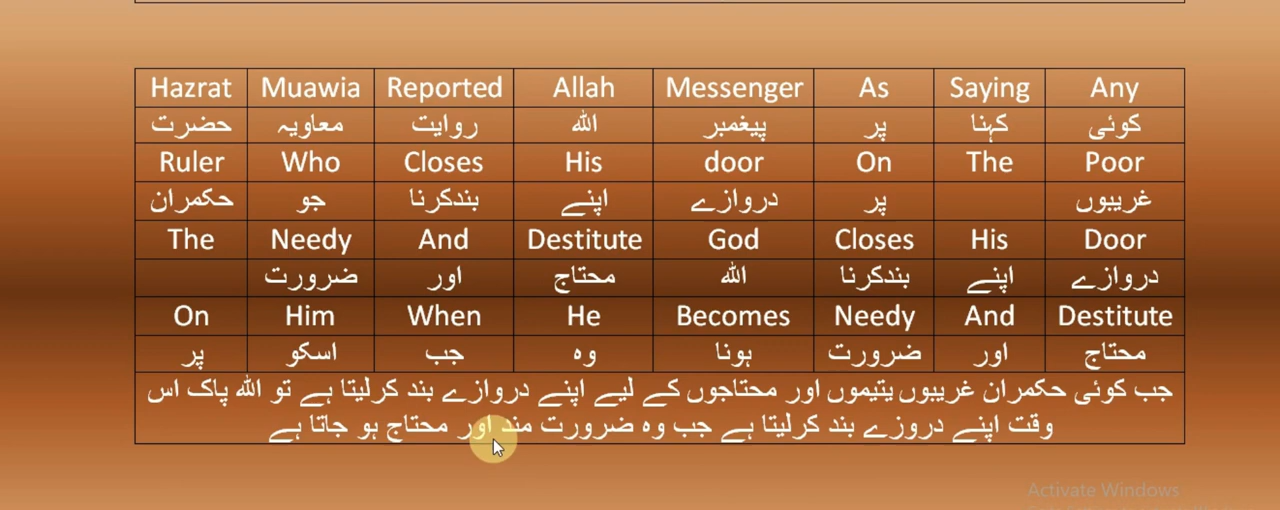 Hazrat Muawia Reported Allah Messenger As Saying Any
حضرت معاویہ روایت اللہ پیغمبر پر کہنا کوئی
Ruler Who Closes His door On The Poor
حکمران جو بندکرنا اپنے دروازے پر غریبوں
The Needy And Destitute God Closes His Door
ضرورت اور محتاج اللہ بندکرنا اپنے دروازے
On Him When He Becomes Needy And Destitute
پر اسکو جب وہ ہونا ضرورت اور محتاج
جب کوئی حکمران غریبوں یتیموں اور محتاجوں کے لیے اپنے دروازے بند کرلیتا ہے تو اللہ پاک اس
وقت اپنے دروزے بند کرلیتا ہے جب وہ ضرورت مند اور محتاج ہو جاتا ہے
Activate Windows